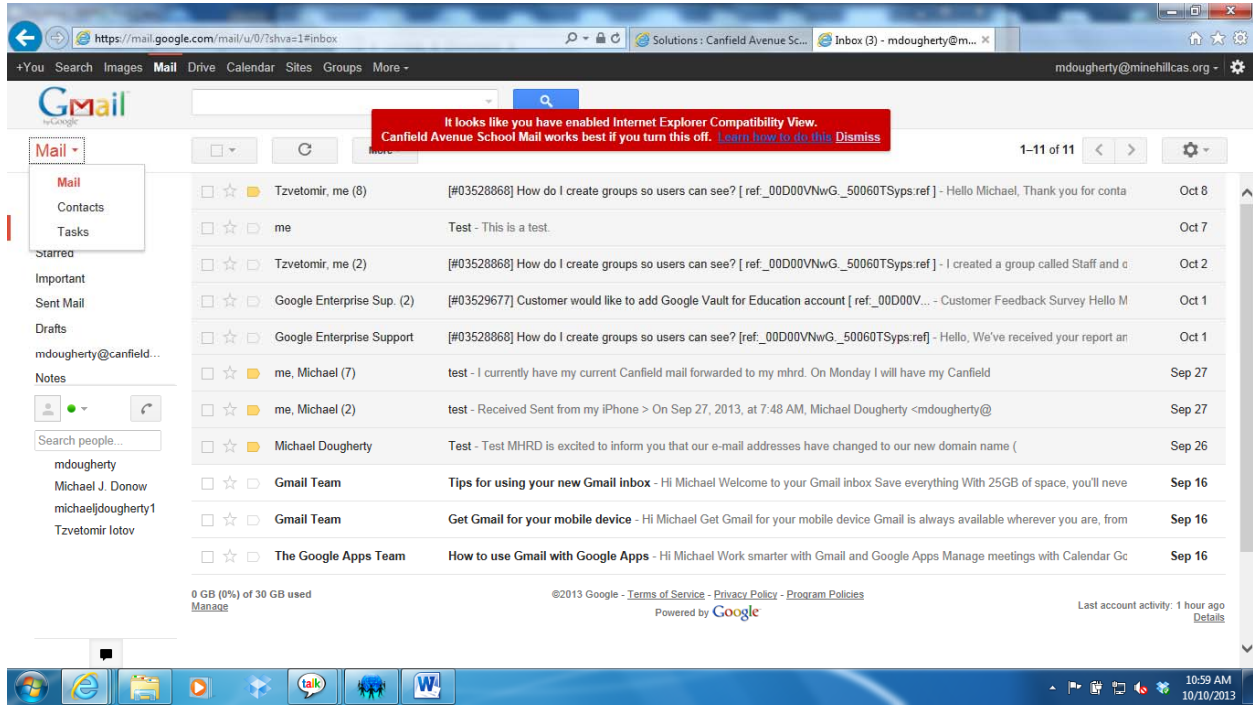 https://mail.google.com/mail/u/0/?shva=1#inbox
Solutions : Canfield Avenue Sc...
Inbox (3) - mdougherty@m...
+You Search Images Mail Drive Calendar Sites Groups More
mdougherty@minehillcas.org
Gmail
by Google
It looks like you have enabled Internet Explorer Compatibility View.
Canfield Avenue School Mail works best if you turn this off. Learn how to do this Dismiss
Mail
More
1–11 of 11
Mail
Contacts
Tasks
Starred
Important
Sent Mail
Drafts
mdougherty@canfield...
Notes
Search people...
mdougherty
Michael J. Donow
michaeljdougherty1
Tzvetomir Iotov
Tzvetomir, me (8) [#03528868] How do I create groups so users can see? [ ref:_00D00VNwG._50060TSyps:ref ] - Hello Michael, Thank you for conta Oct 8
me Test - This is a test. Oct 7
Tzvetomir, me (2) [#03528868] How do I create groups so users can see? [ ref:_00D00VNwG._50060TSyps:ref ] - I created a group called Staff and o Oct 2
Google Enterprise Sup. (2) [#03529677] Customer would like to add Google Vault for Education account [ ref:_00D00V... - Customer Feedback Survey Hello M Oct 1
Google Enterprise Support [#03528868] How do I create groups so users can see? [ref:_00D00VNwG._50060TSyps:ref] - Hello, We've received your report an Oct 1
me, Michael (7) test - I currently have my current Canfield mail forwarded to my mhrd. On Monday I will have my Canfield Sep 27
me, Michael (2) test - Received Sent from my iPhone > On Sep 27, 2013, at 7:48 AM, Michael Dougherty <mdougherty@ Sep 27
Michael Dougherty Test - Test MHRD is excited to inform you that our e-mail addresses have changed to our new domain name ( Sep 26
Gmail Team Tips for using your new Gmail inbox - Hi Michael Welcome to your Gmail inbox Save everything With 25GB of space, you'll neve Sep 16
Gmail Team Get Gmail for your mobile device - Hi Michael Get Gmail for your mobile device Gmail is always available wherever you are, from Sep 16
The Google Apps Team How to use Gmail with Google Apps - Hi Michael Work smarter with Gmail and Google Apps Manage meetings with Calendar Go Sep 16
0 GB (0%) of 30 GB used
Manage
©2013 Google - Terms of Service - Privacy Policy - Program Policies
Powered by Google
Last account activity: 1 hour ago
Details
talk
W
10:59 AM
10/10/2013